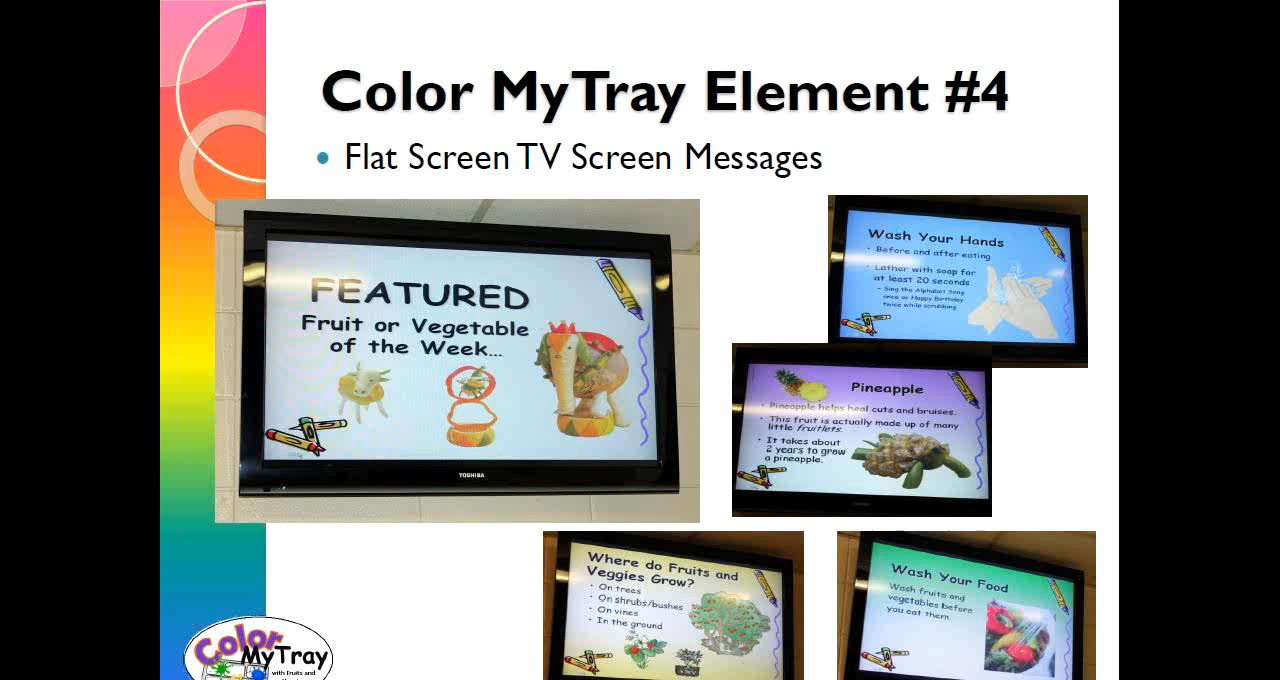 Color MyTray Element #4
• Flat Screen TV Screen Messages
FEATURED
Fruit or Vegetable
of the Week...
TOSHIBA
Wash Your Hands
• Before and after eating
• Lather with soap for
at least 20 seconds
– Sing the Alphabet Song
once or Happy Birthday
twice while scrubbing
Pineapple
• Pineapple helps heal cuts and bruises.
• This fruit is actually made up of many
little fruitlets.
• It takes about
2 years to grow
a pineapple.
Where do Fruits and
Veggies Grow?
• On trees
• On shrubs/bushes
• On vines
• In the ground
Wash Your Food
Wash fruits and
vegetables before
you eat them.
Color
MyTray
with Fruits and